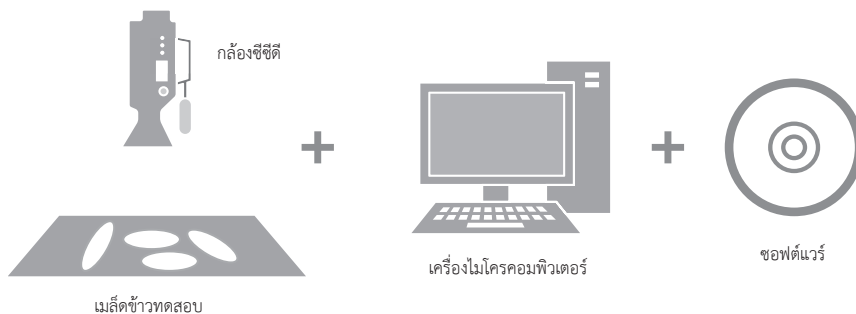 กล้องซีซีดี
เมล็ดข้าวทดสอบ
เครื่องไมโครคอมพิวเตอร์
ซอฟต์แวร์